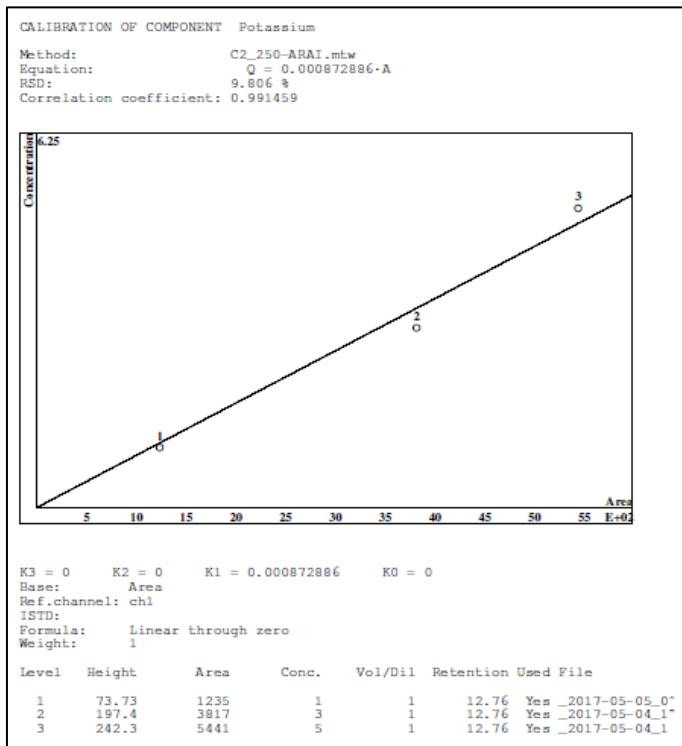 CALIBRATION OF COMPONENT Potassium
Method: C2_250-ARAI.mtw
Equation: Q = 0.000872886·A
RSD: 9.806 %
Correlation coefficient: 0.991459
Concentration
6.25
3
2
1
Area
5 10 15 20 25 30 35 40 45 50 55 E+02
K3 = 0 K2 = 0 K1 = 0.000872886 K0 = 0
Base: Area
Ref.channel: ch1
ISTD:
Formula: Linear through zero
Weight: 1
Level Height Area Conc. Vol/Dil Retention Used File
1 73.73 1235 1 1 12.76 Yes _2017-05-05_0~
2 197.4 3817 3 1 12.76 Yes _2017-05-04_1~
3 242.3 5441 5 1 12.76 Yes _2017-05-04_1